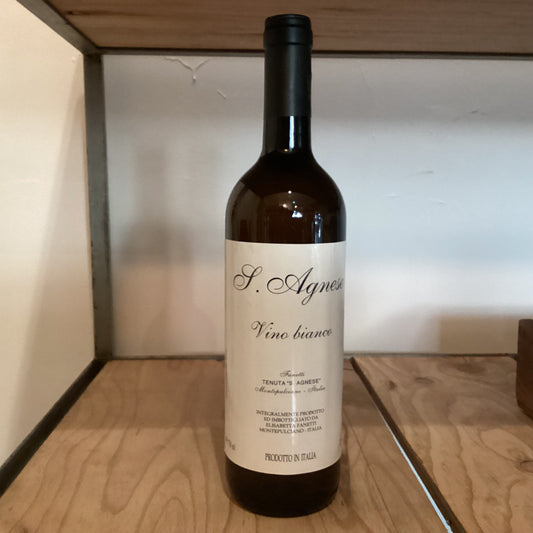 S. Agnese
Vino bianco
Fanetti
TENUTA "S. AGNESE"
Montepulciano - Italia
INTEGRALMENTE PRODOTTO
ED IMBOTTIGLIATO DA
ELISABETTA FANETTI
MONTEPULCIANO - ITALIA
PRODOTTO IN ITALIA